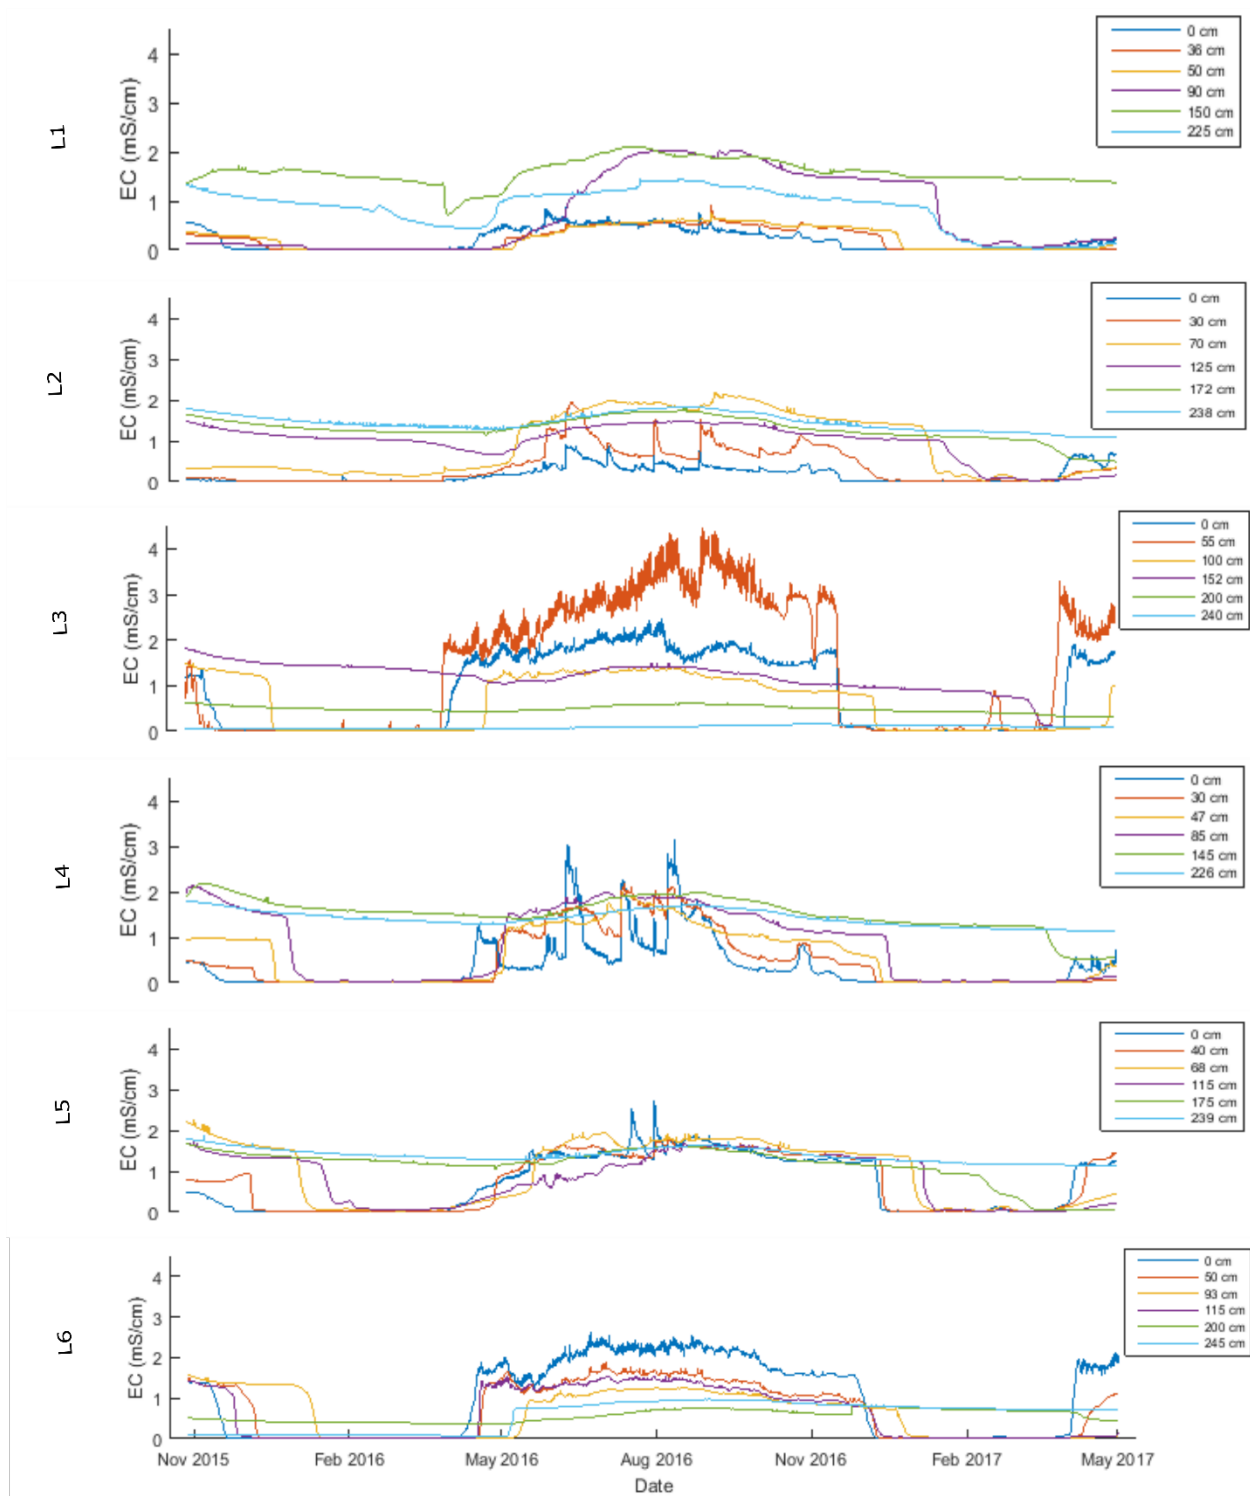 L1
EC (mS/cm)
4
3
2
1
0
0 cm
36 cm
50 cm
90 cm
150 cm
225 cm
L2
EC (mS/cm)
4
3
2
1
0
0 cm
30 cm
70 cm
125 cm
172 cm
238 cm
L3
EC (mS/cm)
4
3
2
1
0
0 cm
55 cm
100 cm
152 cm
200 cm
240 cm
L4
EC (mS/cm)
4
3
2
1
0
0 cm
30 cm
47 cm
85 cm
145 cm
226 cm
L5
EC (mS/cm)
4
3
2
1
0
0 cm
40 cm
68 cm
115 cm
175 cm
239 cm
L6
EC (mS/cm)
4
3
2
1
0
0 cm
50 cm
93 cm
115 cm
200 cm
245 cm
Nov 2015 Feb 2016 May 2016 Aug 2016 Nov 2016 Feb 2017 May 2017
Date